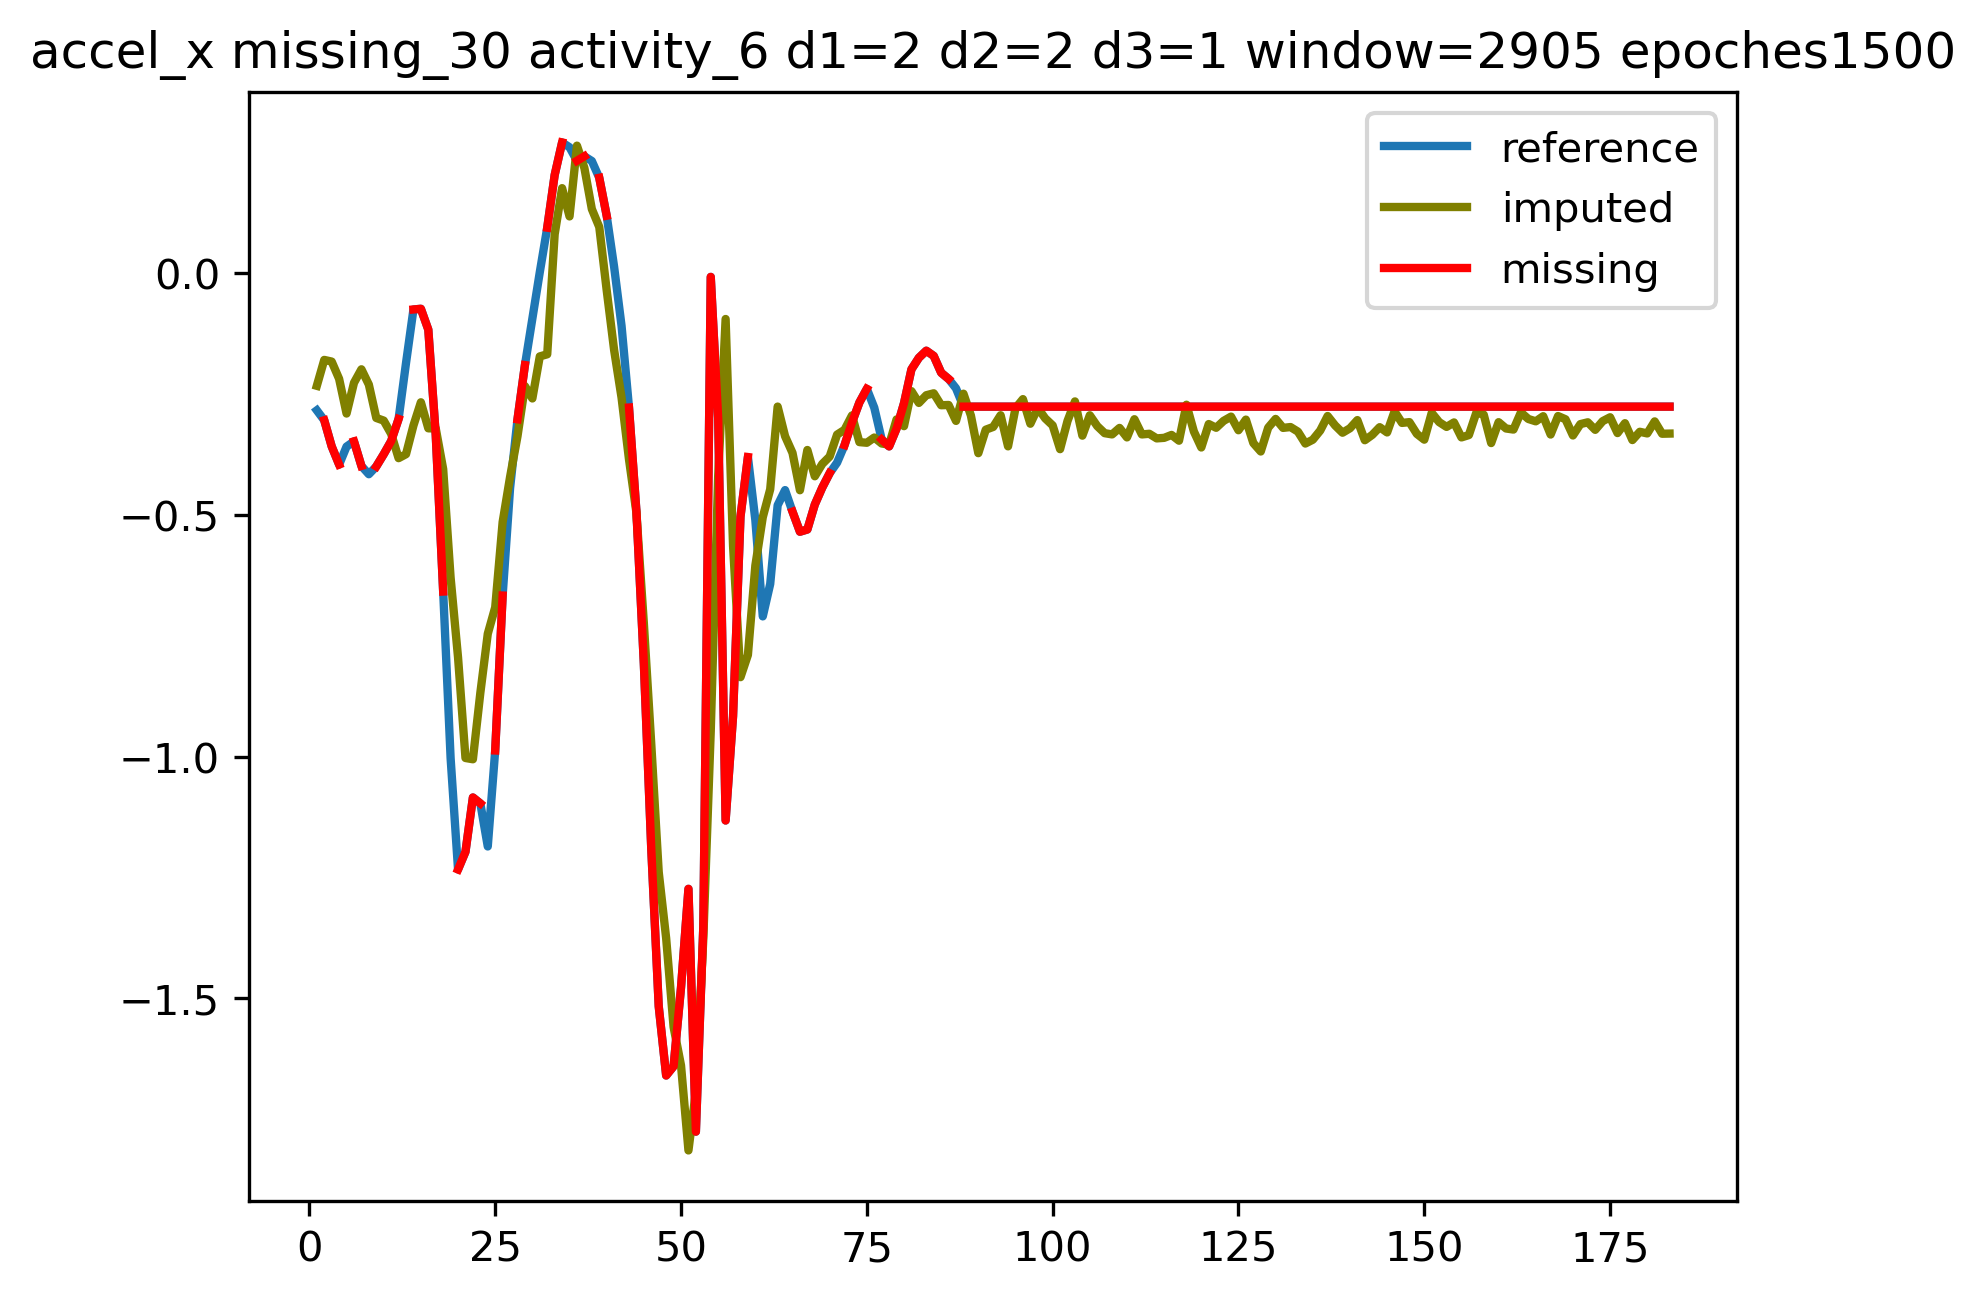 accel_x missing_30 activity_6 d1=2 d2=2 d3=1 window=2905 epoches1500
reference
imputed
missing
0.0
−0.5
−1.0
−1.5
0 25 50 75 100 125 150 175